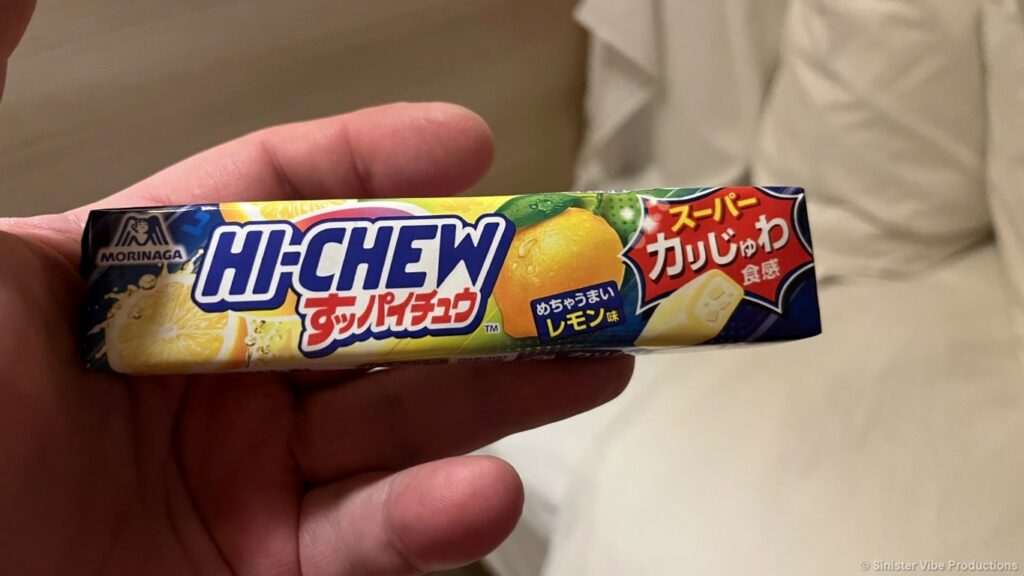 MORINAGA
HI-CHEW
すッパイチュウ
TM
めちゃうまい
レモン味
スーパー
カリじゅわ
食感
© Sinister Vibe Productions